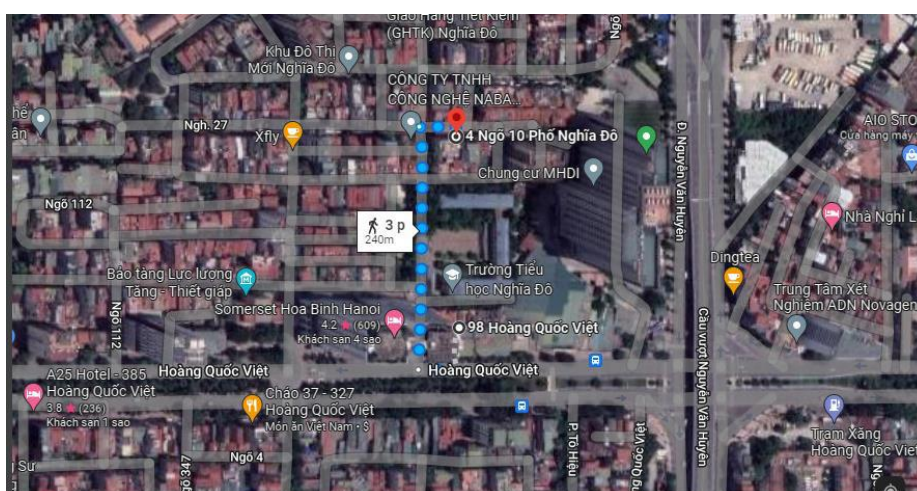 Giao Hàng Tiết Kiệm
(GHTK) Nghĩa Đô
Khu Đô Thị
Mới Nghĩa Đô
CÔNG TY TNHH
CÔNG NGHỆ NABA...
Ngh. 27
Xfly
4 Ngõ 10 Phố Nghĩa Đô
Đ. Nguyễn Văn Huyên
AIO STO
Cửa hàng máy
Chung cư MHDI
Ngõ 112
3 p
240m
Nhà Nghỉ L
Dingtea
Bảo tàng Lực lượng
Tăng - Thiết giáp
Trường Tiểu
học Nghĩa Đô
Trung Tâm Xét
Nghiệm ADN Novagen
Somerset Hoa Binh Hanoi
4.2 ★ (609)
Khách sạn 4 sao
98 Hoàng Quốc Việt
Ngõ 112
Cầu vượt Nguyễn Văn Huyên
A25 Hotel - 385
Hoàng Quốc Việt
3.8 ★ (236)
Khách sạn 1 sao
Hoàng Quốc Việt
Hoàng Quốc Việt
Cháo 37 - 327
Hoàng Quốc Việt
Món ăn Việt Nam • $
P. Tô Hiệu
g Quốc Việt
Trạm Xăng
Hoàng Quốc Việt
Ngõ 4
Ngõ 347
g Sư